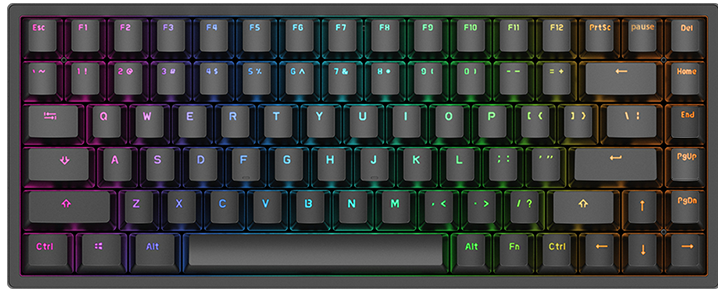 Esc F1 F2 F3 F4 F5 F6 F7 F8 F9 F10 F11 F12 PrtSc pause Del
` ~ 1 ! 2 @ 3 # 4 $ 5 % 6 ^ 7 & 8 * 9 ( 0 ) - - = + ← Home
Q W E R T Y U I O P [ { ] } \ | End
A S D F G H J K L ; : ' " PgUp
⇧ Z X C V B N M , < . > / ? ⇧ ↑ PgDn
Ctrl Alt Alt Fn Ctrl ← ↓ →